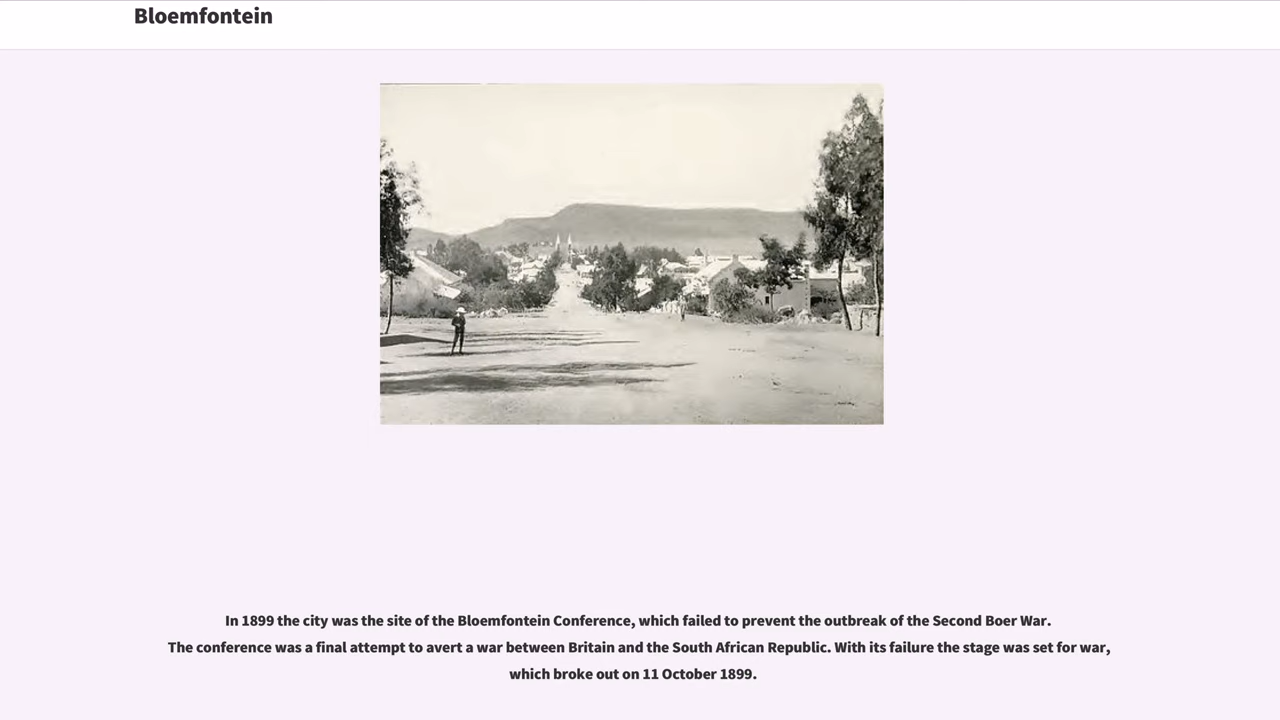 Bloemfontein
In 1899 the city was the site of the Bloemfontein Conference, which failed to prevent the outbreak of the Second Boer War.
The conference was a final attempt to avert a war between Britain and the South African Republic. With its failure the stage was set for war,
which broke out on 11 October 1899.